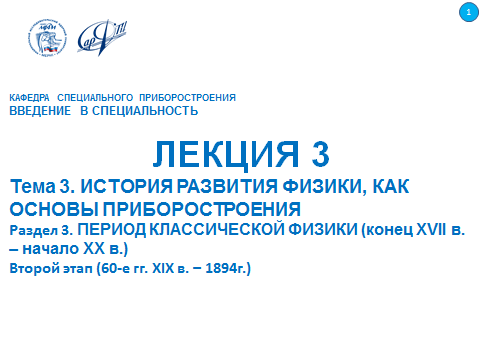 1
КАФЕДРА СПЕЦИАЛЬНОГО ПРИБОРОСТРОЕНИЯ
ВВЕДЕНИЕ В СПЕЦИАЛЬНОСТЬ
ЛЕКЦИЯ 3
Тема 3. ИСТОРИЯ РАЗВИТИЯ ФИЗИКИ, КАК
ОСНОВЫ ПРИБОРОСТРОЕНИЯ
Раздел 3. ПЕРИОД КЛАССИЧЕСКОЙ ФИЗИКИ (конец XVII в.
– начало XX в.)
Второй этап (60-е гг. XIX в. – 1894г.)